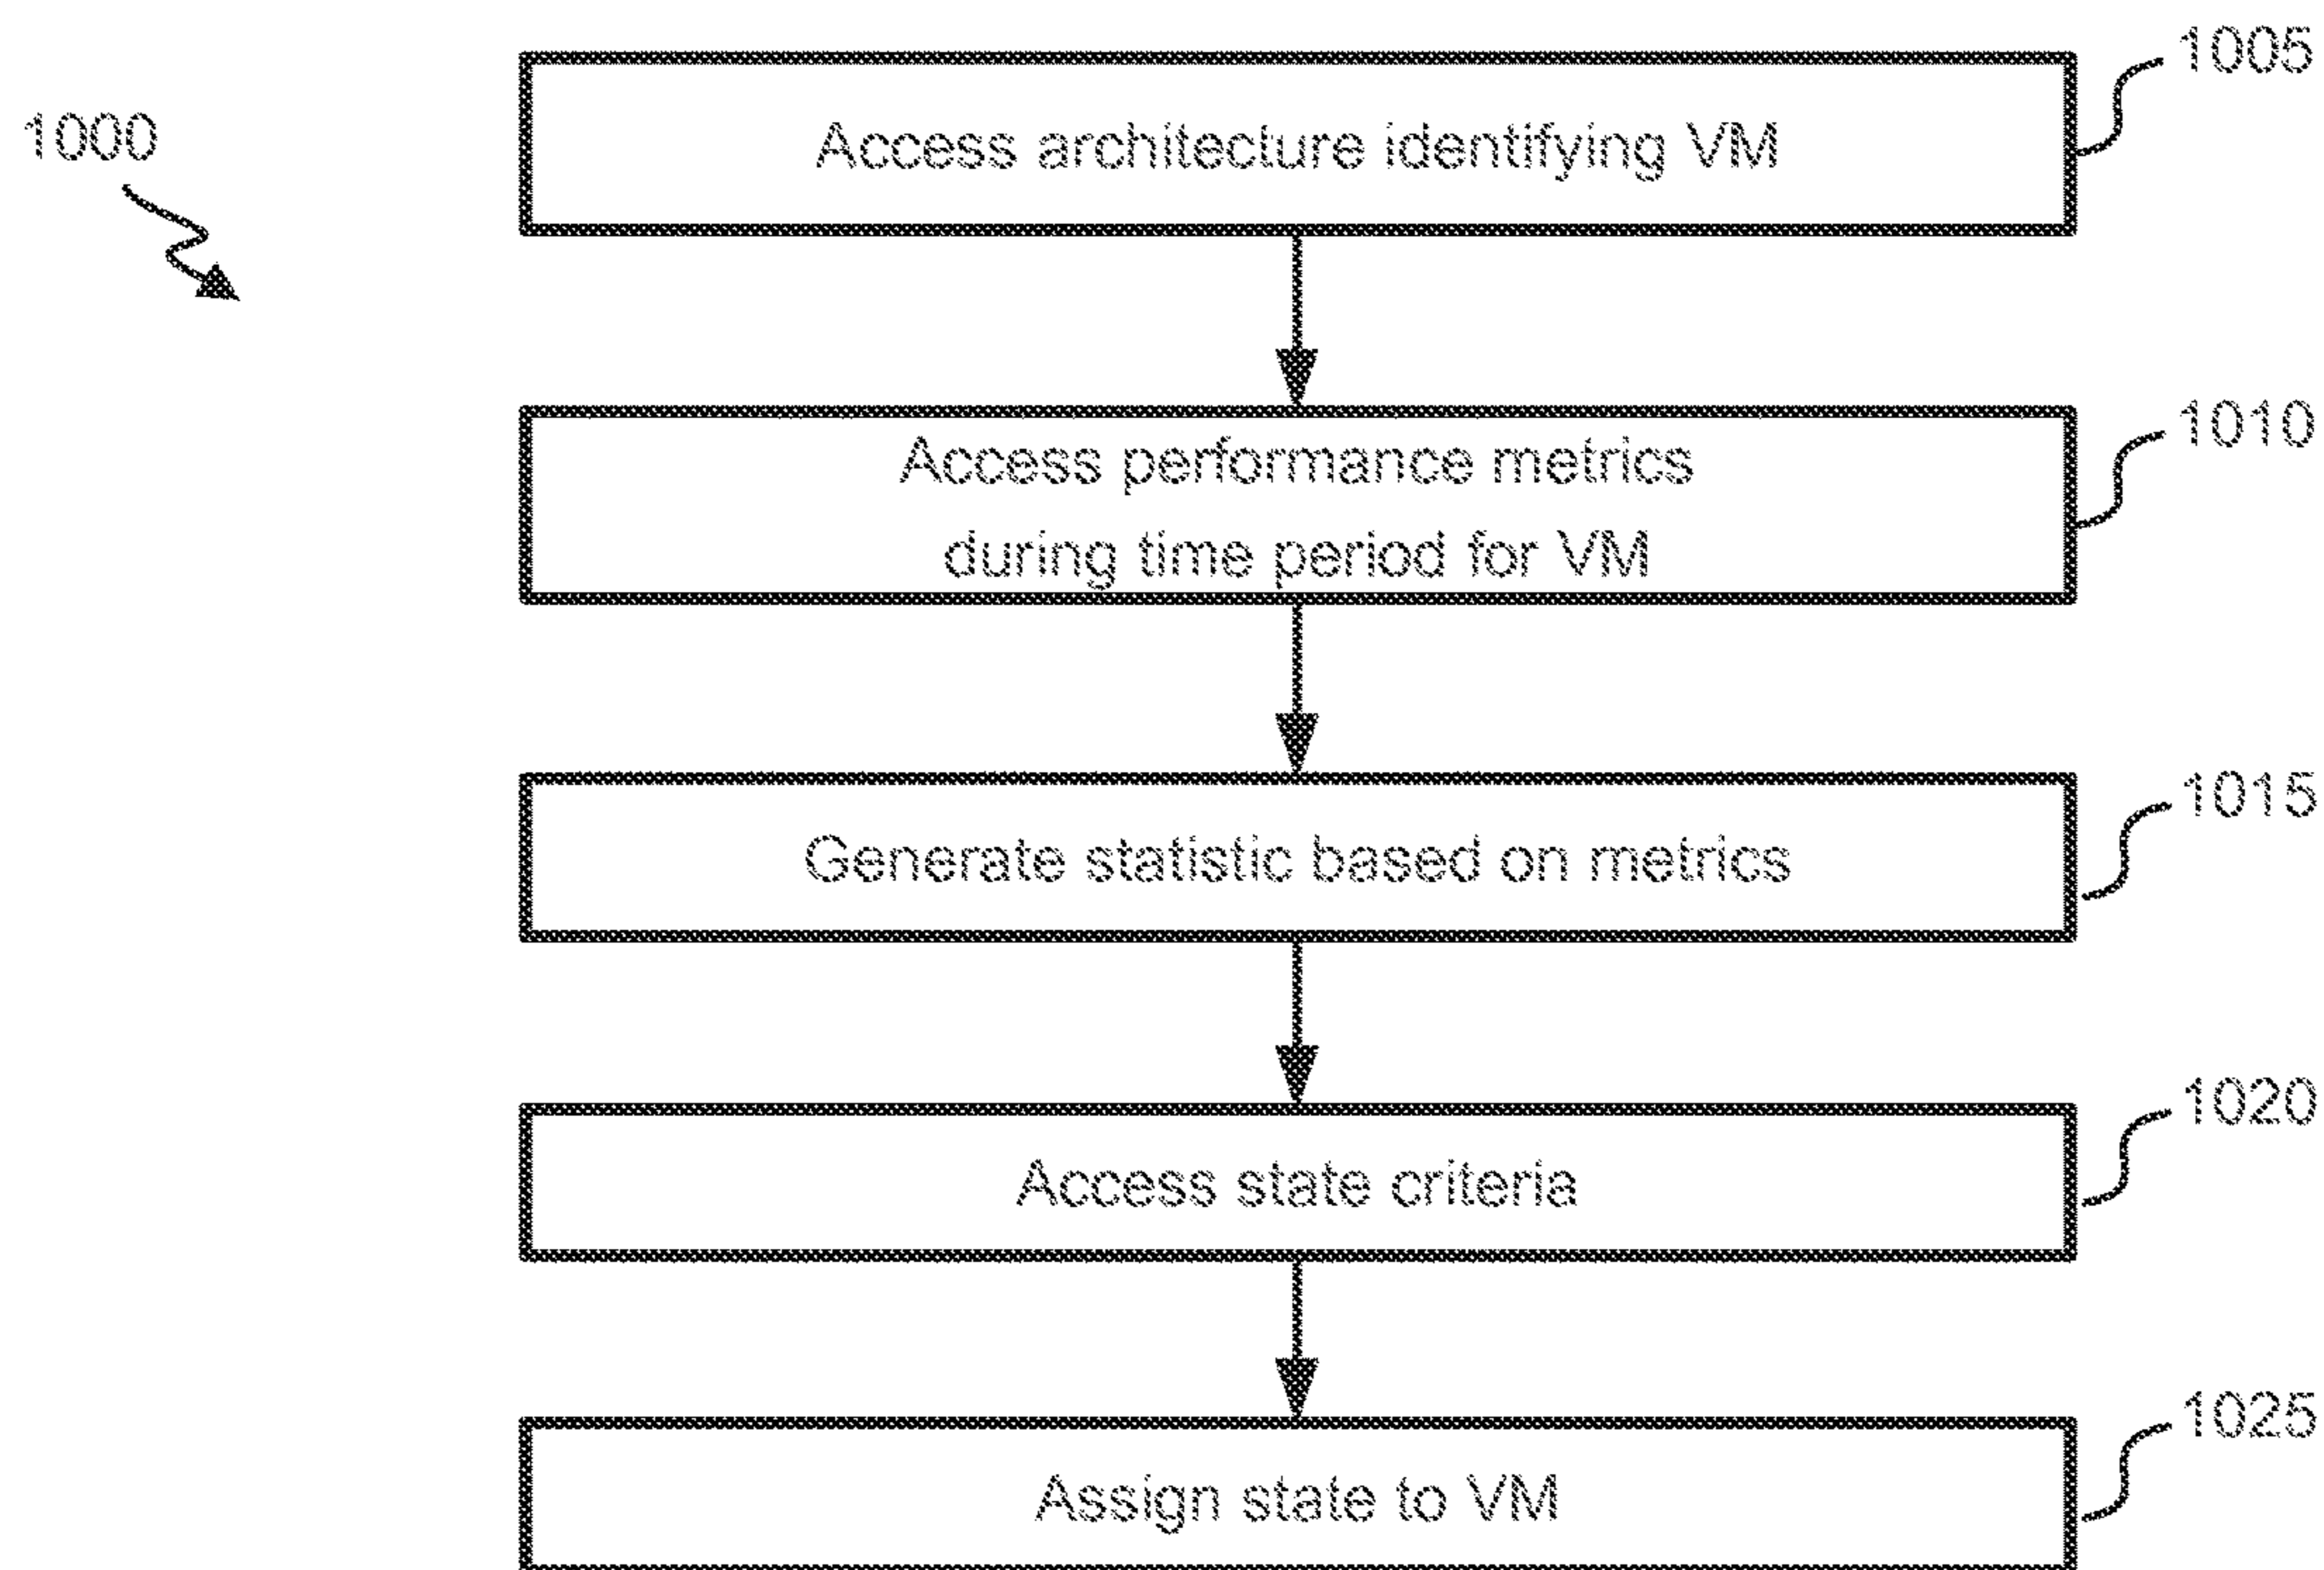 1005
1000
Access architecture identifying VM
1010
Access performance metrics
during time period for VM
1015
Generate statistic based on metrics
1020
Access state criteria
1025
Assign state to VM